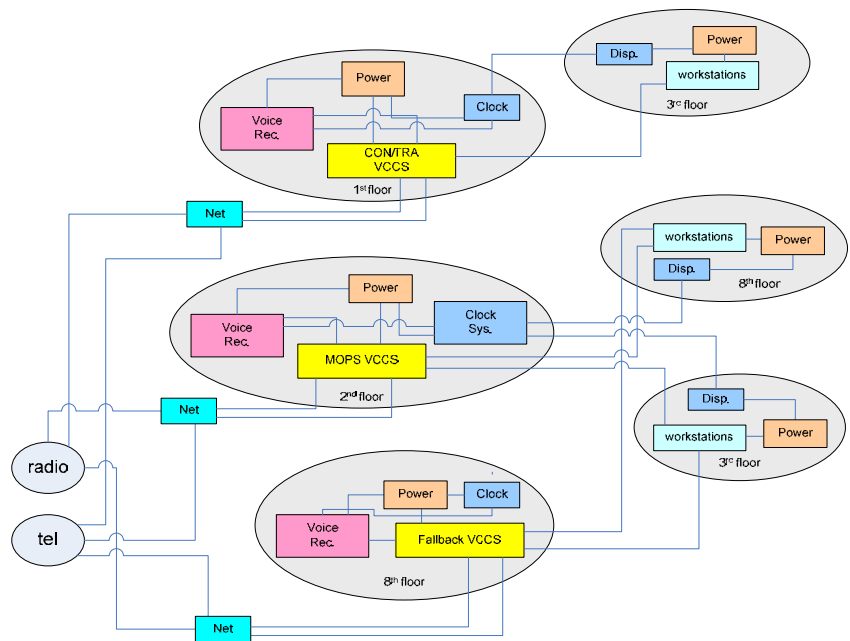 Power
Disp.
workstations
3rd floor
Power
Clock
Voice
Rec.
CON/TRA
VCCS
1st floor
Net
workstations
Power
Disp.
8th floor
Power
Clock
Sys.
Voice
Rec.
MOPS VCCS
2nd floor
Net
Disp.
workstations
Power
3rd floor
radio
tel
Power
Clock
Voice
Rec.
Fallback VCCS
8th floor
Net